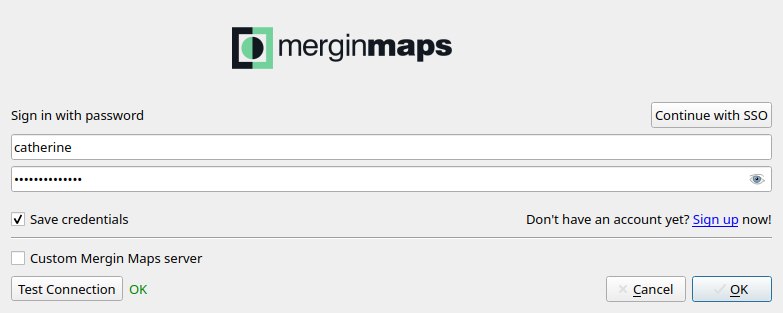 merginmaps
Sign in with password Continue with SSO
catherine
••••••••••••••
Save credentials Don't have an account yet? Sign up now!
Custom Mergin Maps server
Test Connection OK Cancel OK